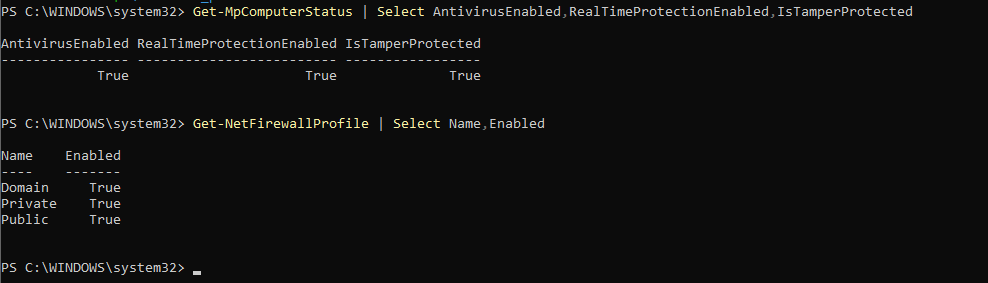 PS C:\WINDOWS\system32> Get-MpComputerStatus | Select AntivirusEnabled,RealTimeProtectionEnabled,IsTamperProtected
AntivirusEnabled RealTimeProtectionEnabled IsTamperProtected
---------------- ------------------------- -----------------
True True True
PS C:\WINDOWS\system32> Get-NetFirewallProfile | Select Name,Enabled
Name Enabled
---- -------
Domain True
Private True
Public True
PS C:\WINDOWS\system32>